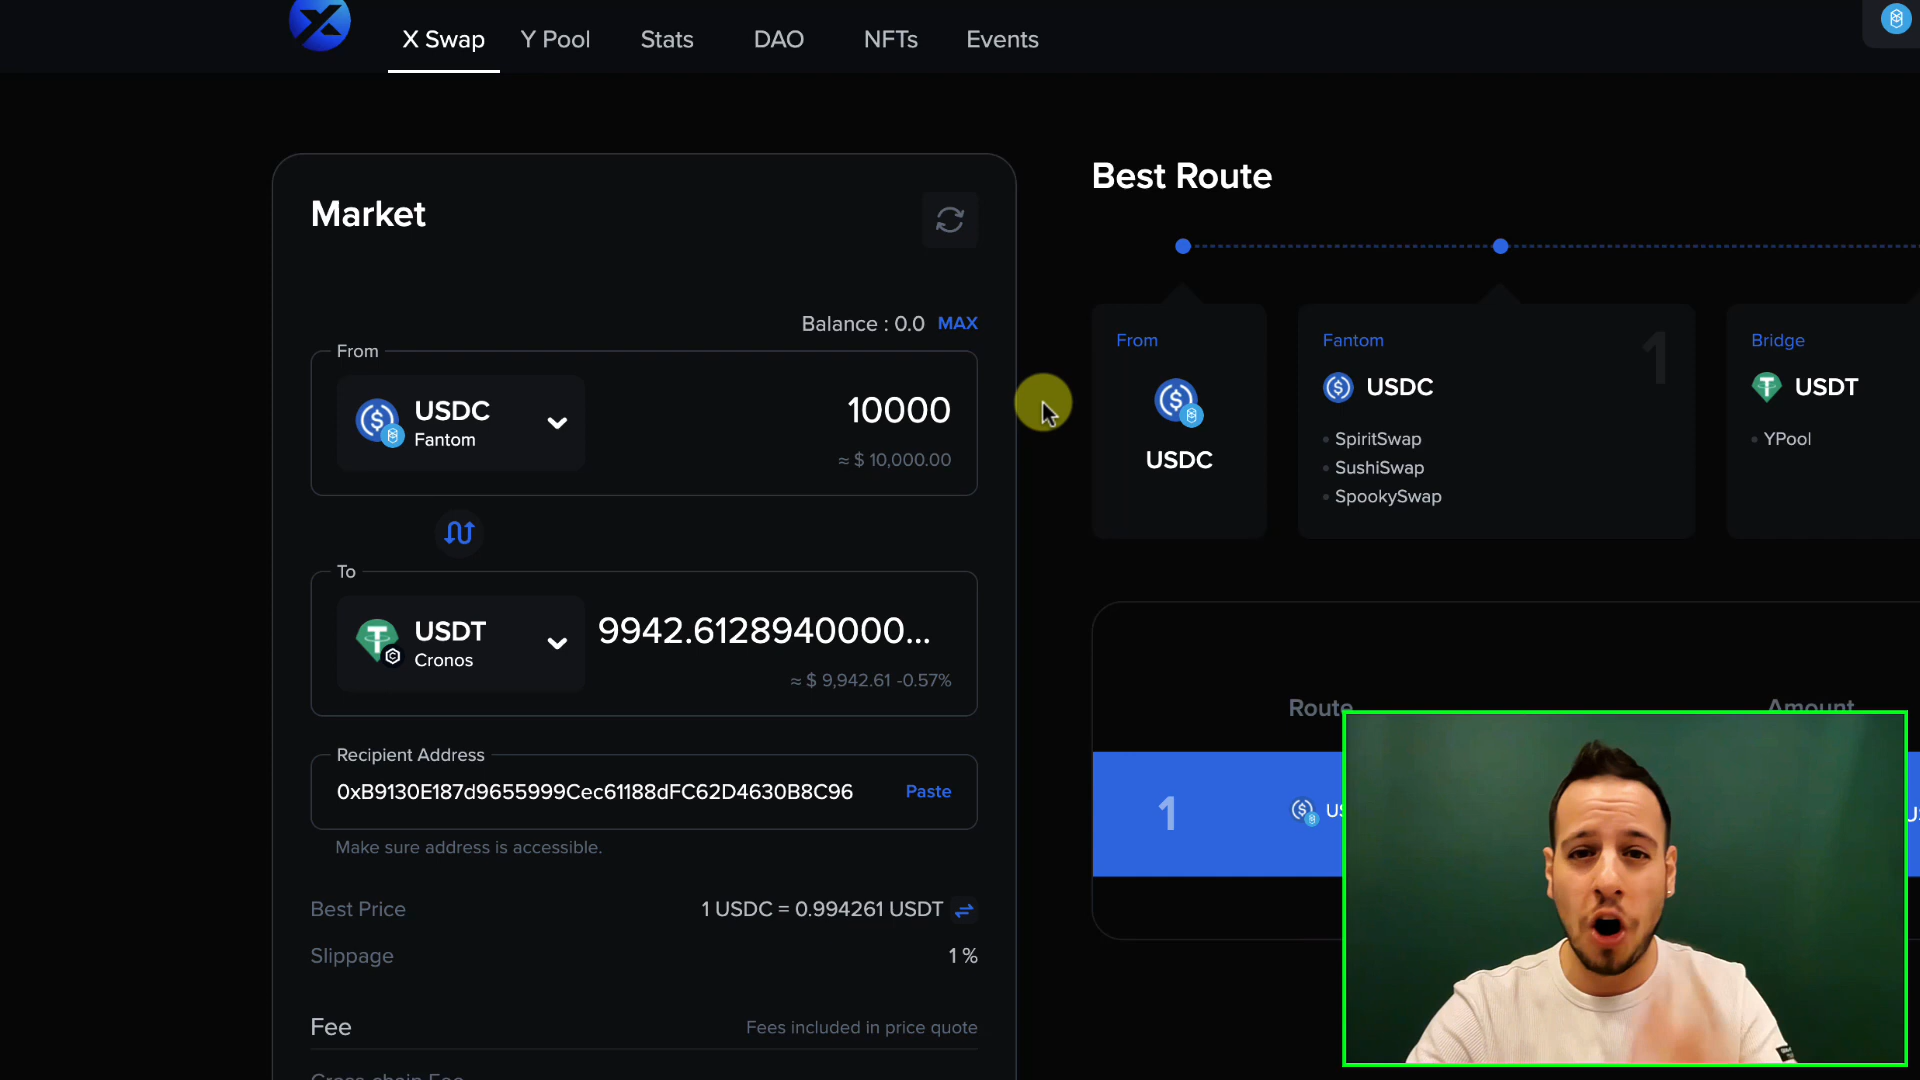 X Swap
Y Pool
Stats
DAO
NFTs
Events
Market
Balance : 0.0 MAX
From
USDC
Fantom
10000
≈ $ 10,000.00
To
USDT
Cronos
9942.6128940000...
≈ $ 9,942.61 -0.57%
Recipient Address
0xB9130E187d9655999Cec61188dFC62D4630B8C96
Paste
Make sure address is accessible.
Best Price
1 USDC = 0.994261 USDT
Slippage
1 %
Fee
Fees included in price quote
Cross-chain Fee
Best Route
From
USDC
Fantom
1
USDC
• SpiritSwap
• SushiSwap
• SpookySwap
Bridge
USDT
• YPool
Route
Amount
1